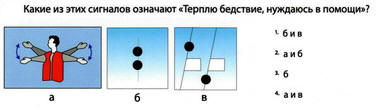 Какие из этих сигналов означают «Терплю бедствие, нуждаюсь в помощи»?
1. б и в
2. а и б
3. б
4. а и в
а
б
в